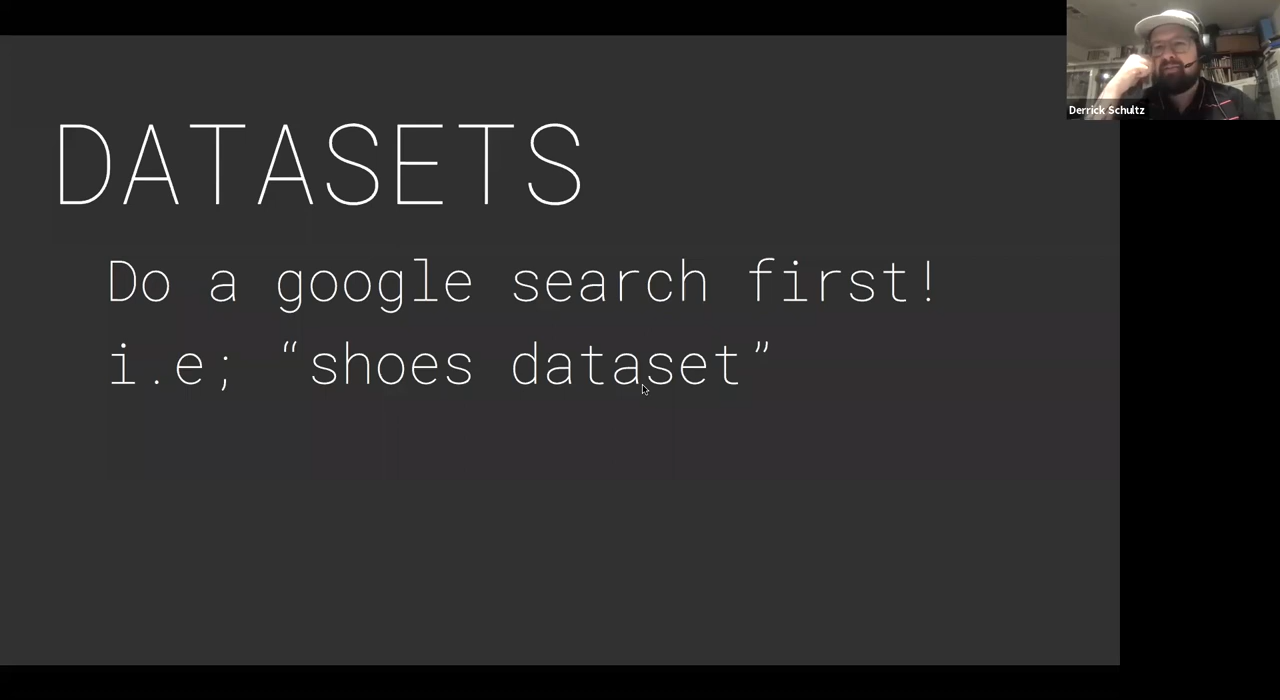 DATASETS
Do a google search first!
i.e; “shoes dataset”
Derrick Schultz